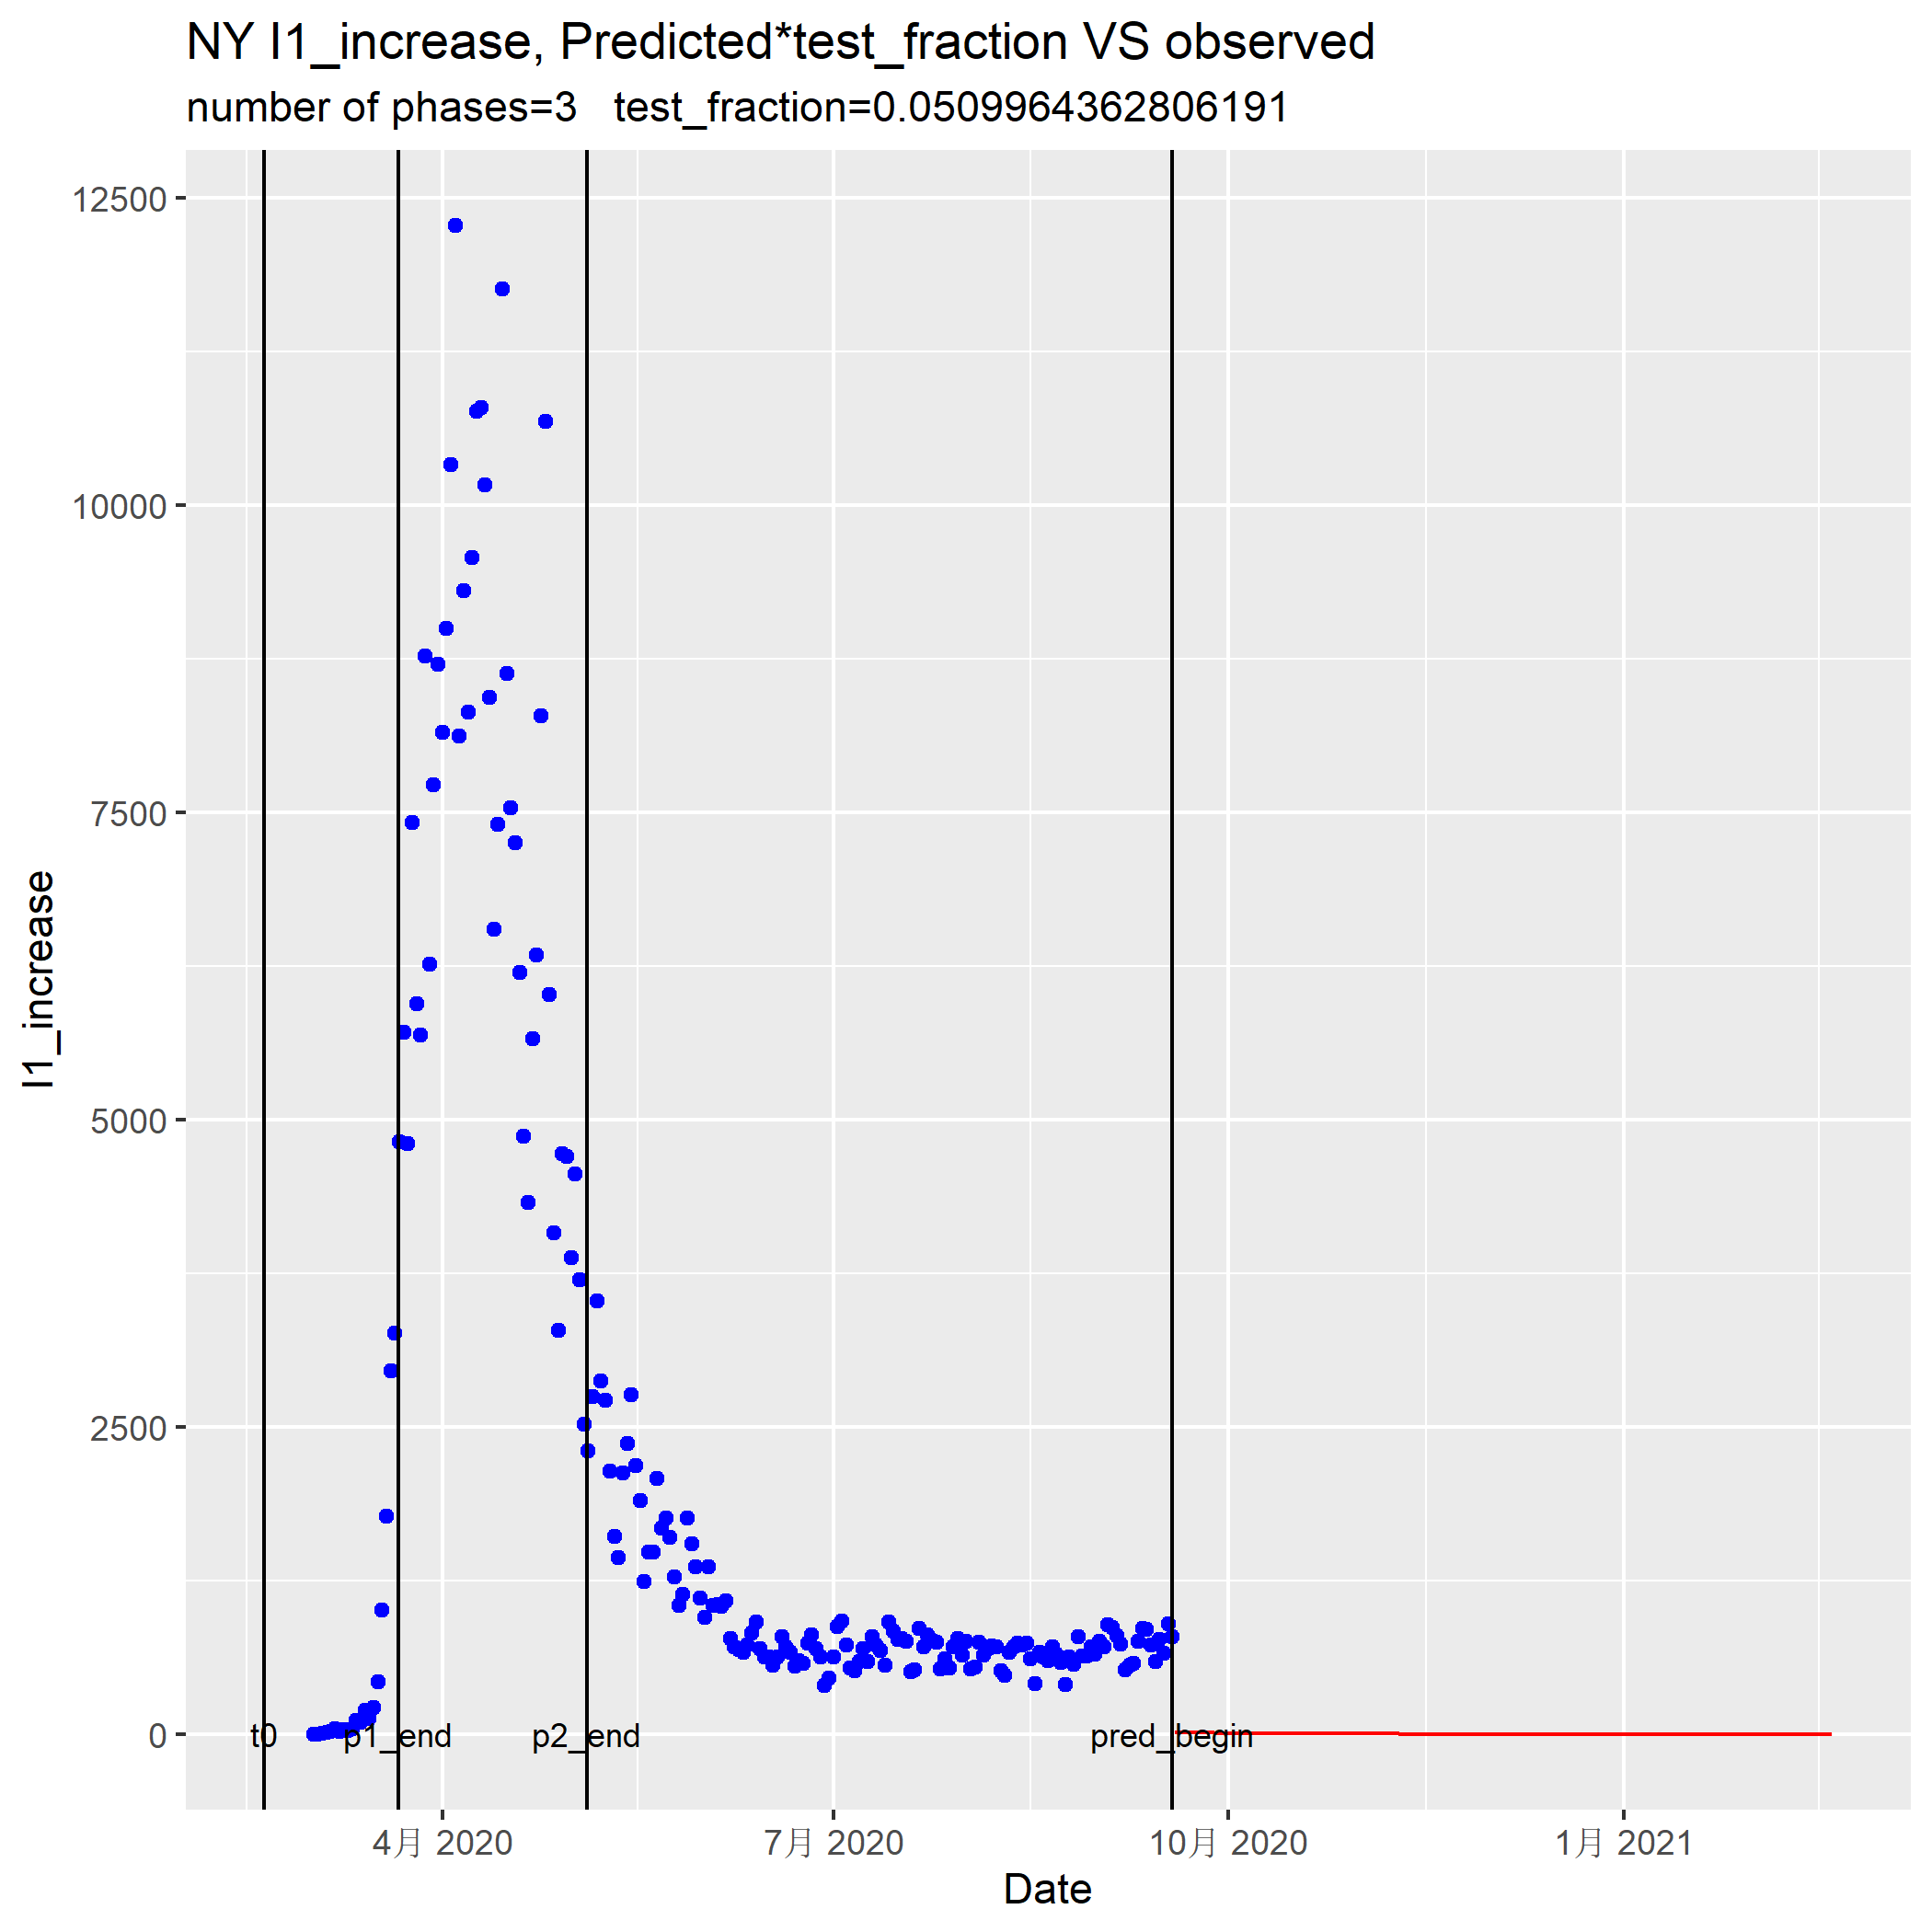 NY I1_increase, Predicted*test_fraction VS observed
number of phases=3   test_fraction=0.0509964362806191
12500
10000
7500
5000
2500
0
I1_increase
t0
p1_end
p2_end
pred_begin
4月 2020
7月 2020
10月 2020
1月 2021
Date